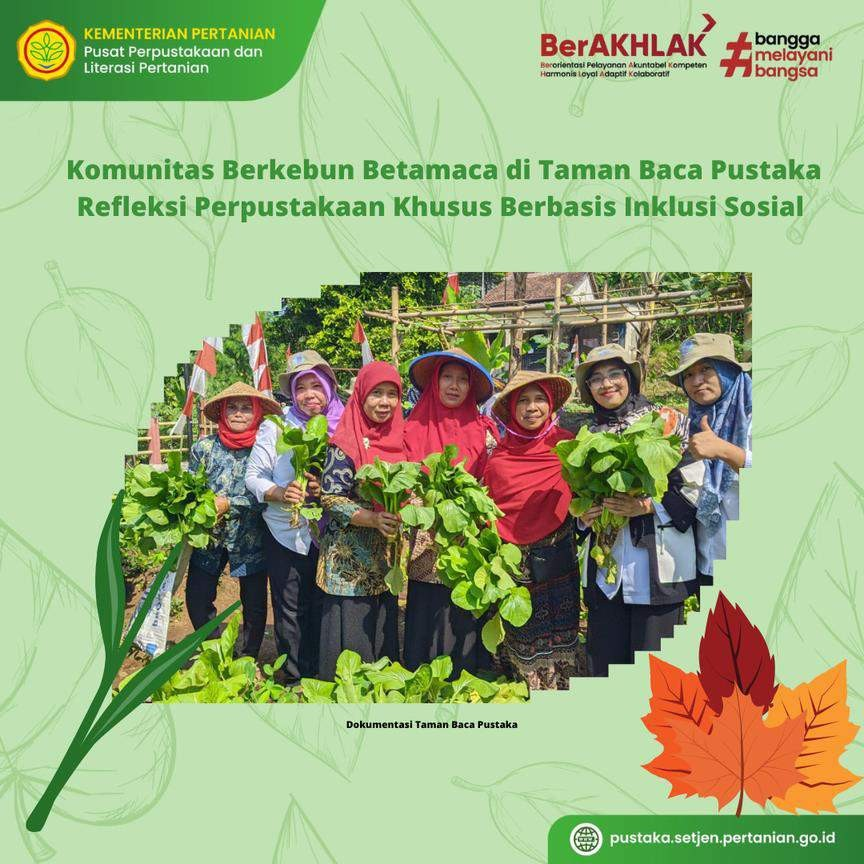 KEMENTERIAN PERTANIAN
Pusat Perpustakaan dan
Literasi Pertanian
BerAKHLAK
Berorientasi Pelayanan Akuntabel Kompeten
Harmonis Loyal Adaptif Kolaboratif
#bangga
melayani
bangsa
Komunitas Berkebun Betamaca di Taman Baca Pustaka
Refleksi Perpustakaan Khusus Berbasis Inklusi Sosial
Dokumentasi Taman Baca Pustaka
pustaka.setjen.pertanian.go.id